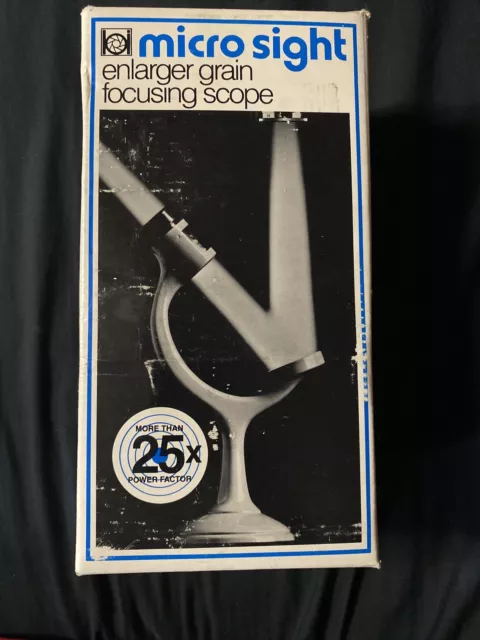 micro sight
enlarger grain
focusing scope
MORE THAN
25x
POWER FACTOR